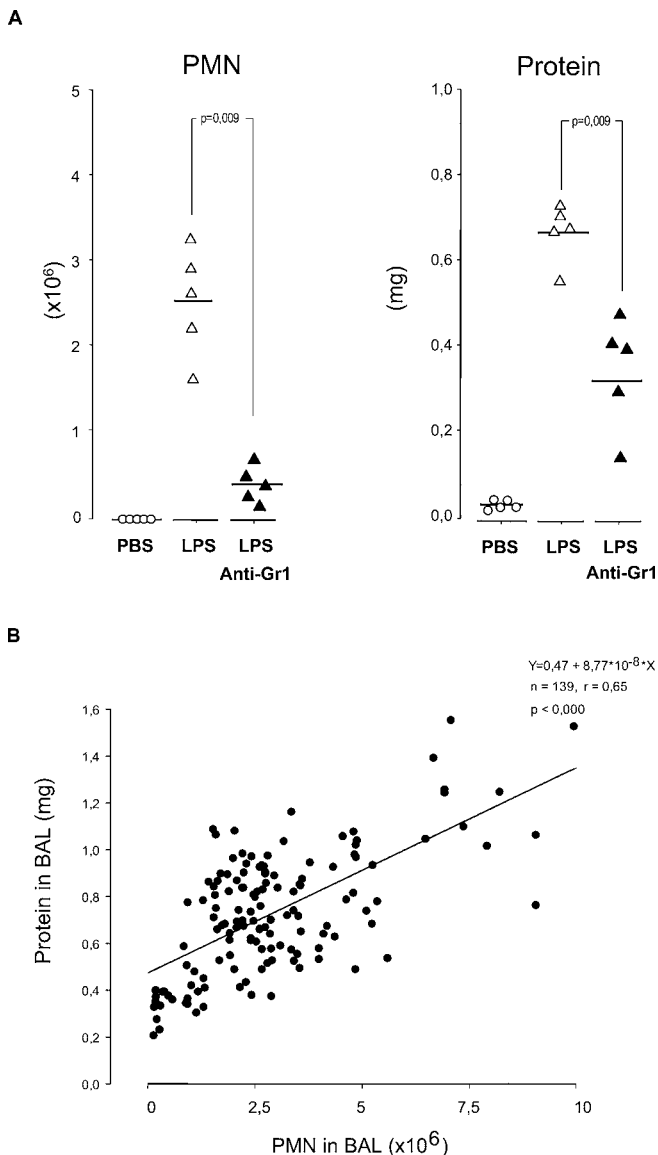 A
PMN
Protein
5
4
3
2
1
0
(x10⁶)
p=0,009
PBS
LPS
LPS
Anti-Gr1
1,0
0,8
0,6
0,4
0,2
0,0
(mg)
p=0,009
PBS
LPS
LPS
Anti-Gr1
B
Y=0,47 + 8,77*10⁻⁸*X
n = 139, r = 0,65
p < 0,000
1,6
1,4
1,2
1,0
0,8
0,6
0,4
0,2
0,0
Protein in BAL (mg)
0
2,5
5
7,5
10
PMN in BAL (x10⁶)